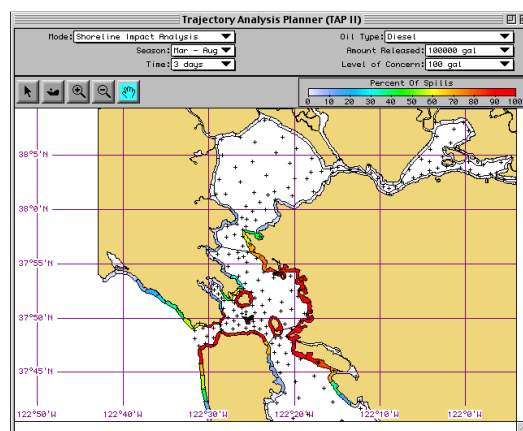 Trajectory Analysis Planner (TAP II)
Mode: Shoreline Impact Analysis
Oil Type: Diesel
Season: Mar - Aug
Amount Released: 100000 gal
Time: 3 days
Level of Concern: 100 gal
Percent Of Spills
0 10 20 30 40 50 60 70 80 90 100
38°5'N
38°0'N
37°55'N
37°50'N
37°45'N
122°50'W 122°40'W 122°30'W 122°20'W 122°10'W 122°0'W